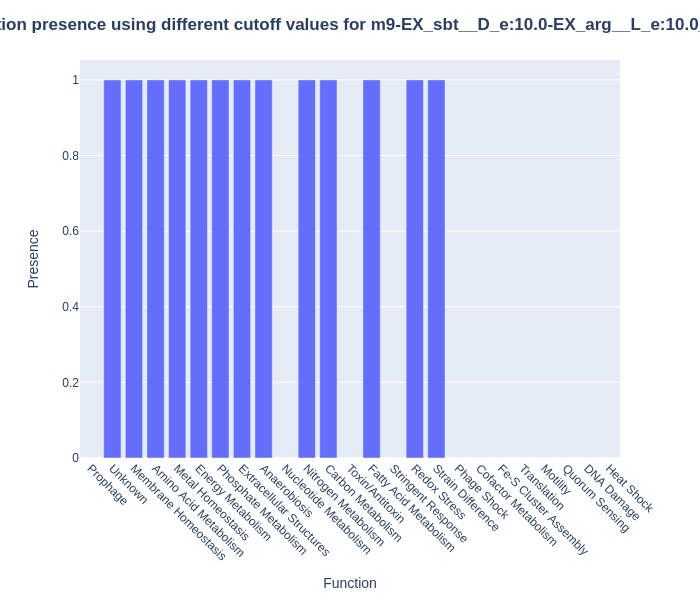 presence using different cutoff values for m9-EX_sbt__D_e:10.0-EX_arg__L_e:10.0
1
0.8
0.6
0.4
0.2
0
Presence
Prophage
Unknown
Membrane Homeostasis
Amino Acid Metabolism
Metal Homeostasis
Energy Metabolism
Phosphate Metabolism
Extracellular Structures
Anaerobiosis
Nucleotide Metabolism
Nitrogen Metabolism
Carbon Metabolism
Toxin/Antitoxin
Fatty Acid Metabolism
Stringent Response
Redox Stress
Strain Difference
Phage Shock
Cofactor Metabolism
Fe-S Cluster Assembly
Translation
Motility
Quorum Sensing
DNA Damage
Heat Shock
Function